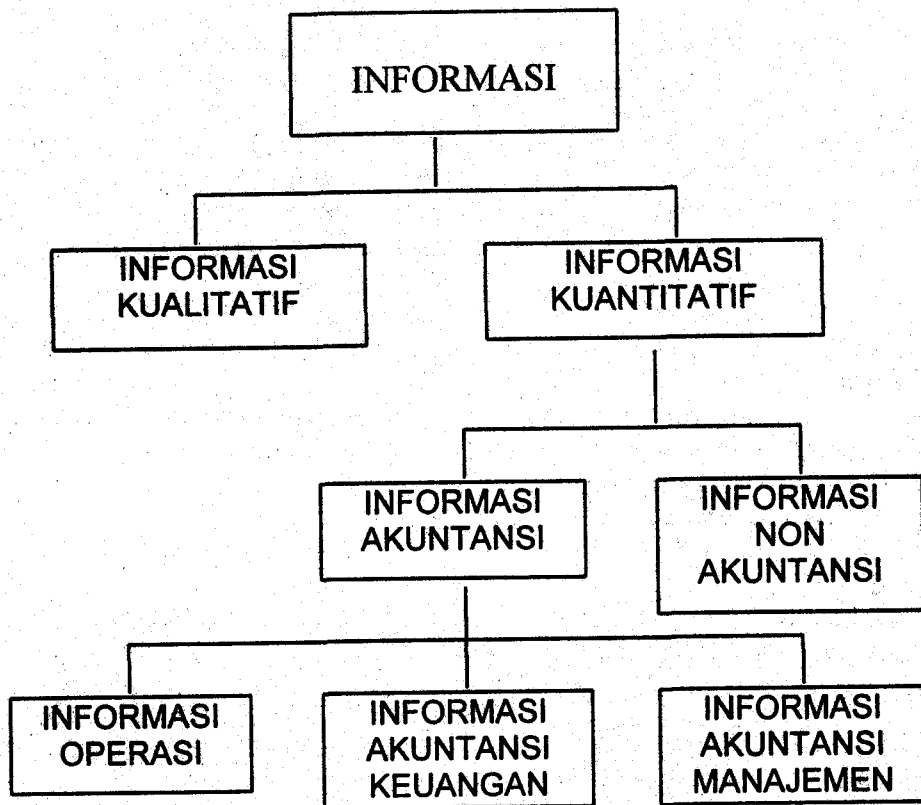 INFORMASI
INFORMASI
KUALITATIF
INFORMASI
KUANTITATIF
INFORMASI
AKUNTANSI
INFORMASI
NON
AKUNTANSI
INFORMASI
OPERASI
INFORMASI
AKUNTANSI
KEUANGAN
INFORMASI
AKUNTANSI
MANAJEMEN